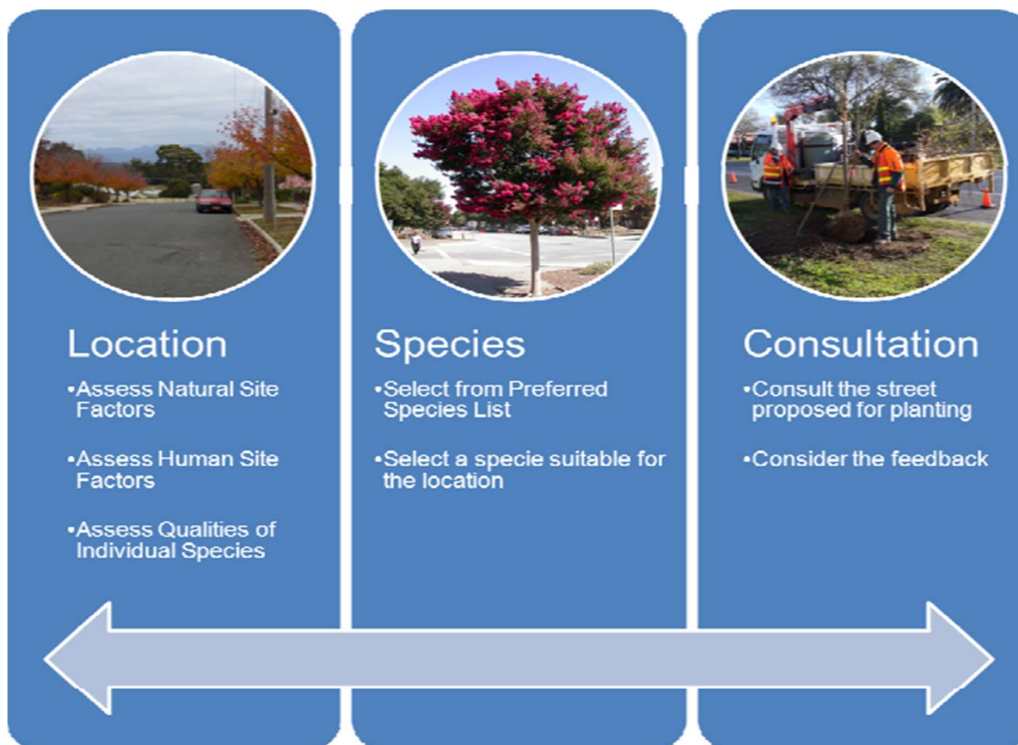 Location
•Assess Natural Site
Factors
•Assess Human Site
Factors
•Assess Qualities of
Individual Species
Species
•Select from Preferred
Species List
•Select a specie suitable for
the location
Consultation
•Consult the street
proposed for planting
•Consider the feedback